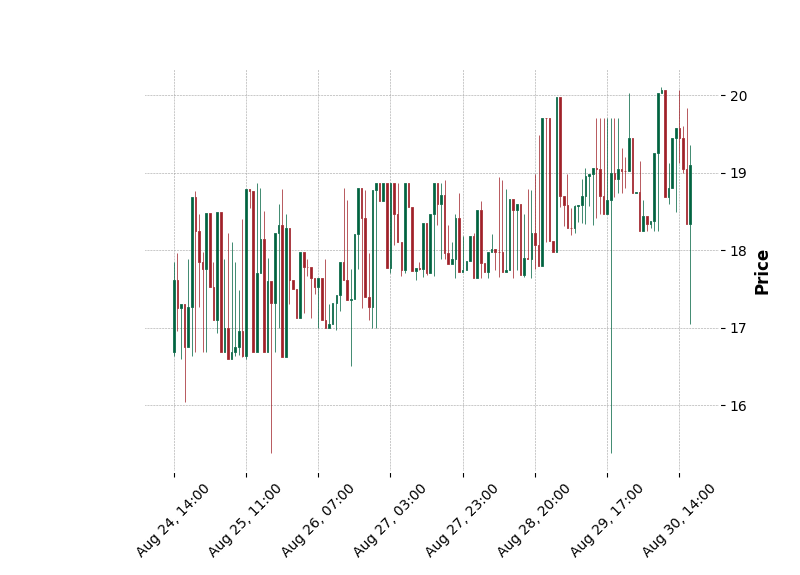 20
19
18
17
16
Price
Aug 24, 14:00
Aug 25, 11:00
Aug 26, 07:00
Aug 27, 03:00
Aug 27, 23:00
Aug 28, 20:00
Aug 29, 17:00
Aug 30, 14:00